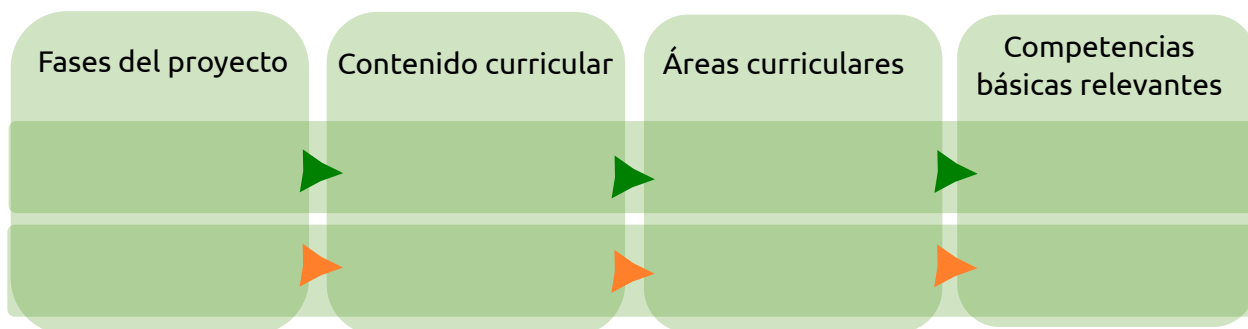 Fases del proyecto
Contenido curricular
Áreas curriculares
Competencias
básicas relevantes